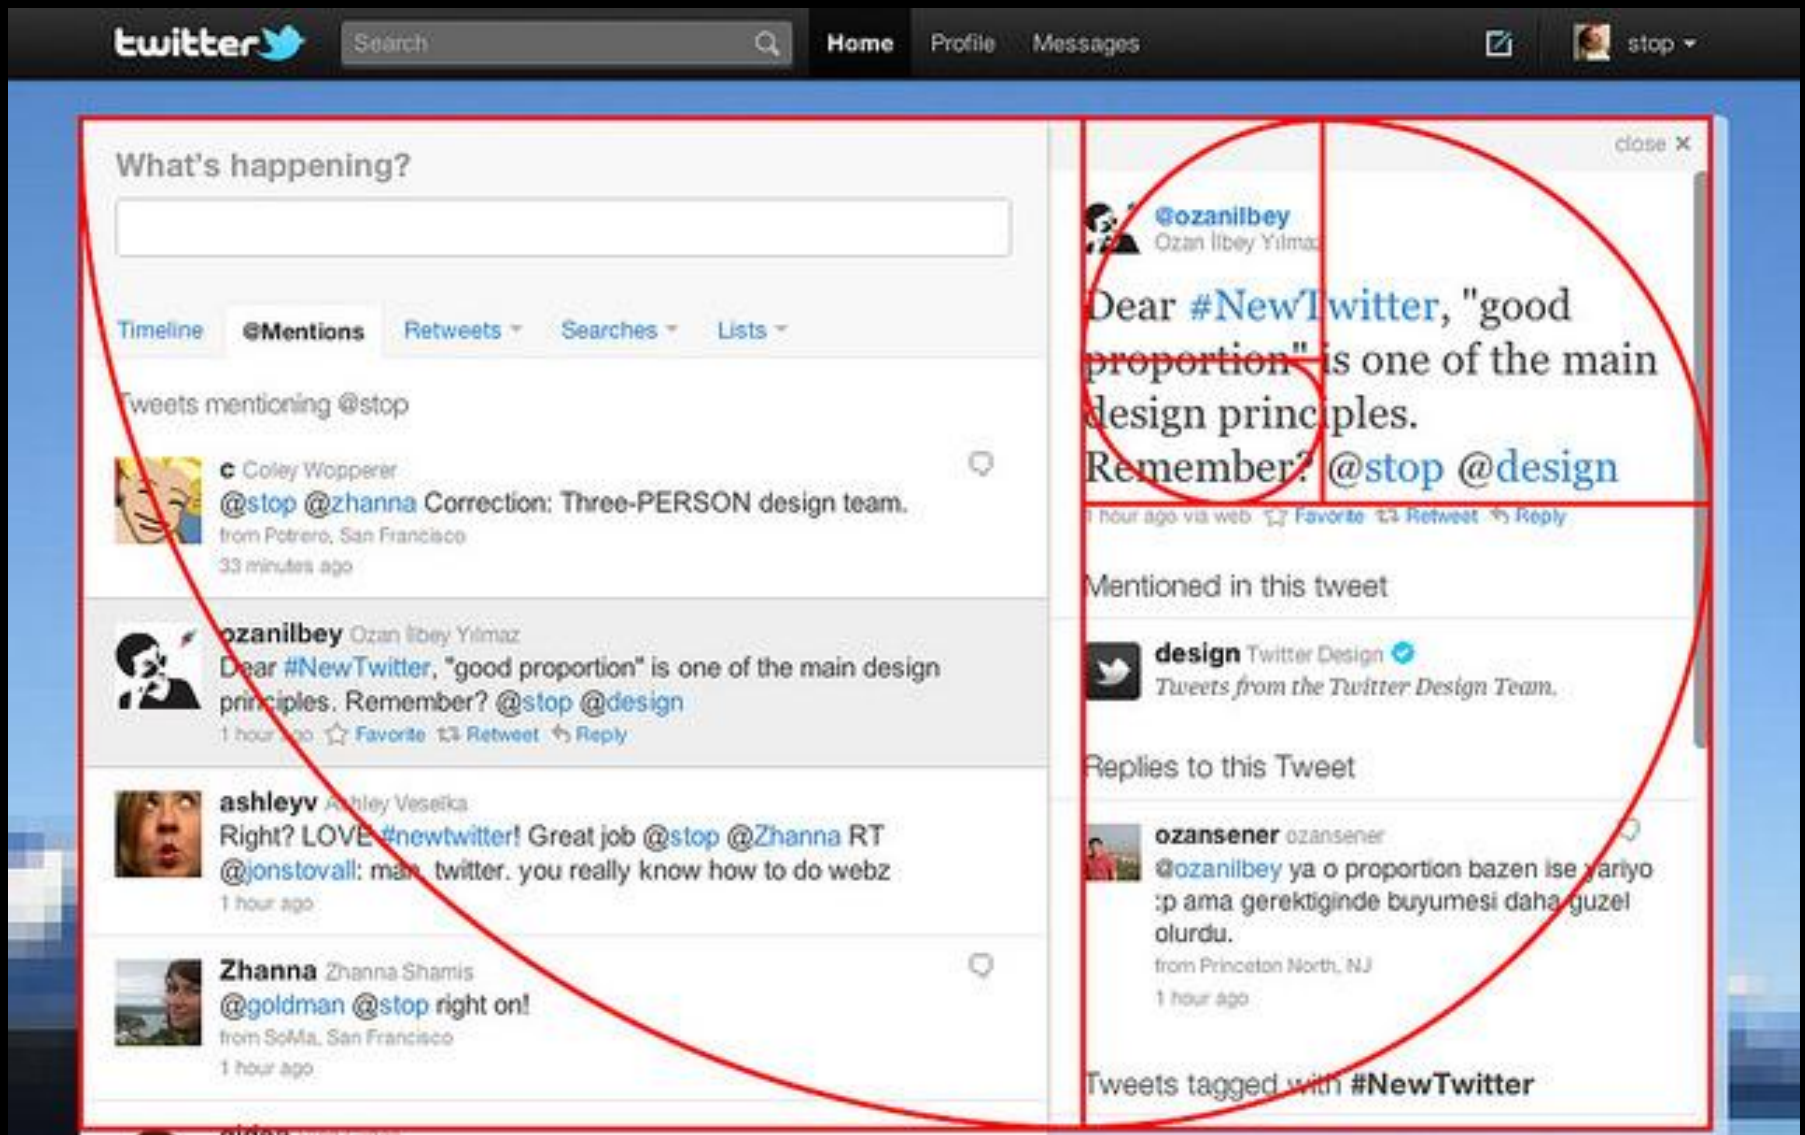 twitter
Search
Home
Profile
Messages
stop
What's happening?
Timeline
@Mentions
Retweets
Searches
Lists
Tweets mentioning @stop
c Coley Wopperer
@stop @zhanna Correction: Three-PERSON design team.
from Potrero, San Francisco
33 minutes ago
ozanilbey Ozan İlbey Yılmaz
Dear #NewTwitter, "good proportion" is one of the main design
principles. Remember? @stop @design
1 hour ago Favorite Retweet Reply
ashleyv Ashley Veselka
Right? LOVE #newtwitter! Great job @stop @Zhanna RT
@jonstovall: man, twitter. you really know how to do webz
1 hour ago
Zhanna Zhanna Shamis
@goldman @stop right on!
from SoMa, San Francisco
1 hour ago
close ×
@ozanilbey
Ozan İlbey Yılmaz
Dear #NewTwitter, "good
proportion" is one of the main
design principles.
Remember? @stop @design
1 hour ago via web Favorite Retweet Reply
Mentioned in this tweet
design Twitter Design
Tweets from the Twitter Design Team.
Replies to this Tweet
ozansener ozansener
@ozanilbey ya o proportion bazen ise yariyo
:p ama gerektiginde buyumesi daha guzel
olurdu.
from Princeton North, NJ
1 hour ago
Tweets tagged with #NewTwitter